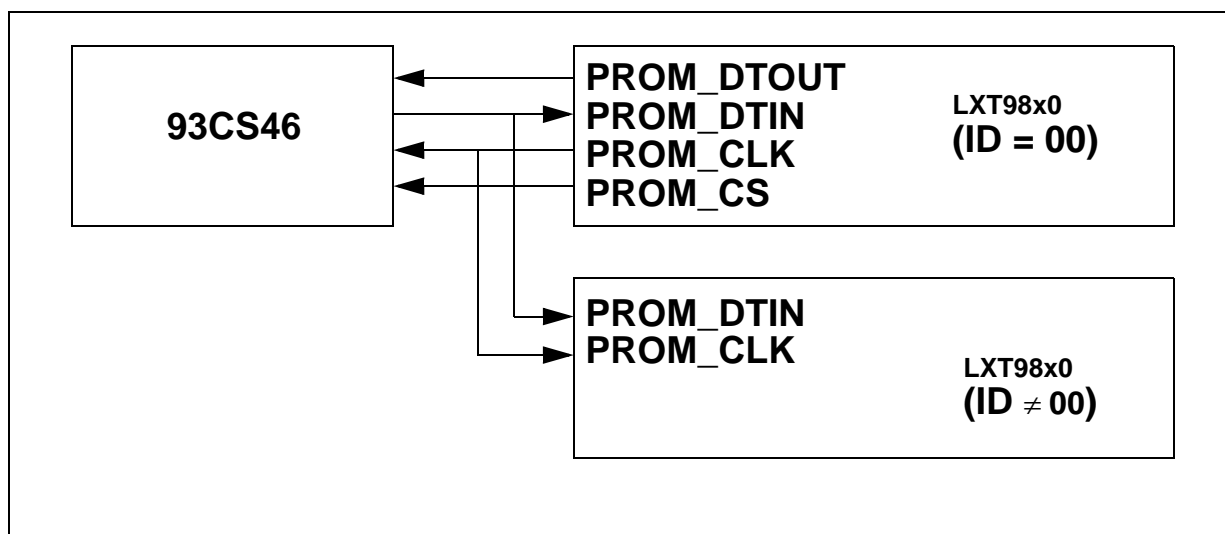 93CS46
PROM_DTOUT
PROM_DTIN
PROM_CLK
PROM_CS
LXT98x0
(ID = 00)
PROM_DTIN
PROM_CLK
LXT98x0
(ID ≠ 00)